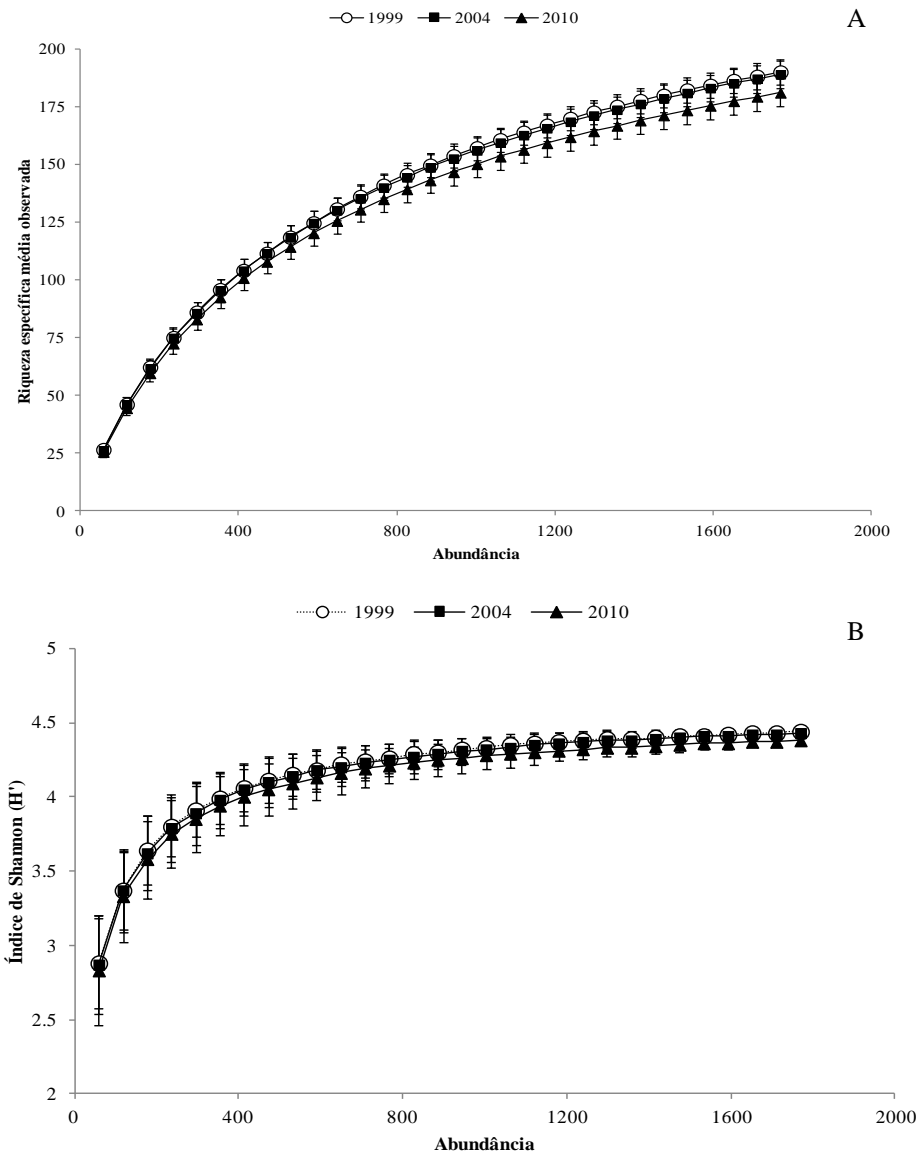 1999 2004 2010
A
200
175
150
125
100
75
50
25
0
Riqueza específica média observada
0 400 800 1200 1600 2000
Abundância
1999 2004 2010
B
5
4.5
4
3.5
3
2.5
2
Índice de Shannon (H')
0 400 800 1200 1600 2000
Abundância